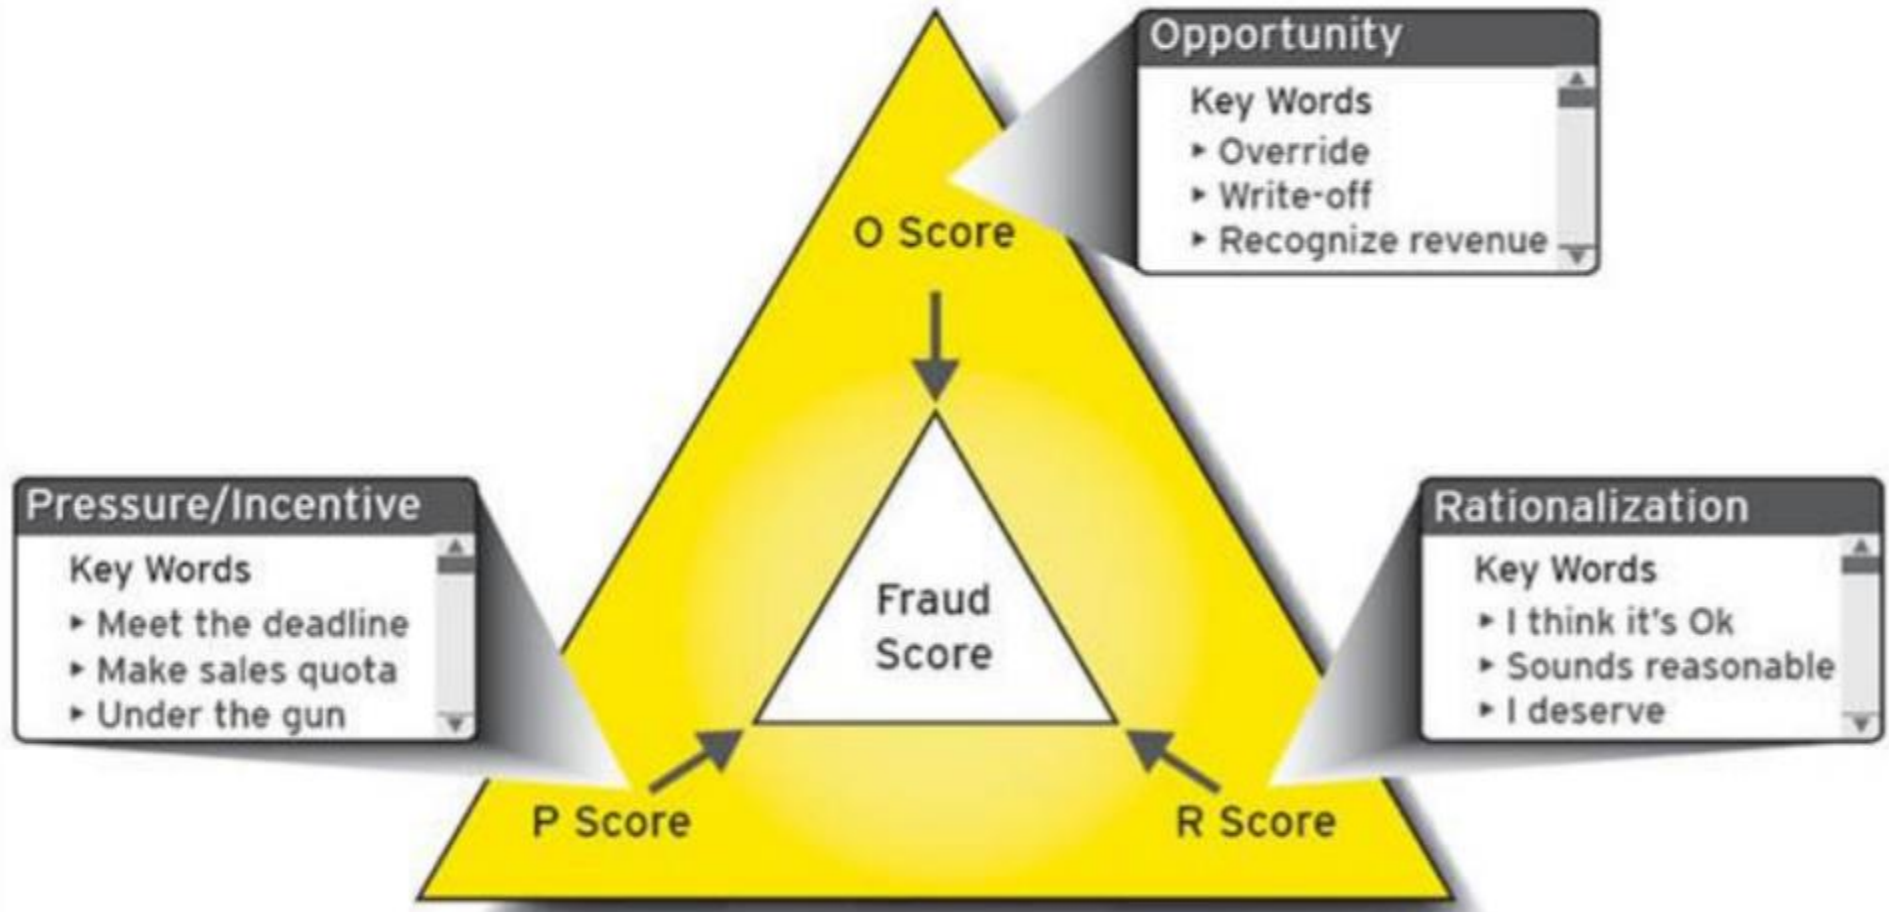 Opportunity
Key Words
‣ Override
‣ Write-off
‣ Recognize revenue
O Score
Pressure/Incentive
Key Words
‣ Meet the deadline
‣ Make sales quota
‣ Under the gun
Rationalization
Key Words
‣ I think it's Ok
‣ Sounds reasonable
‣ I deserve
Fraud
Score
P Score
R Score